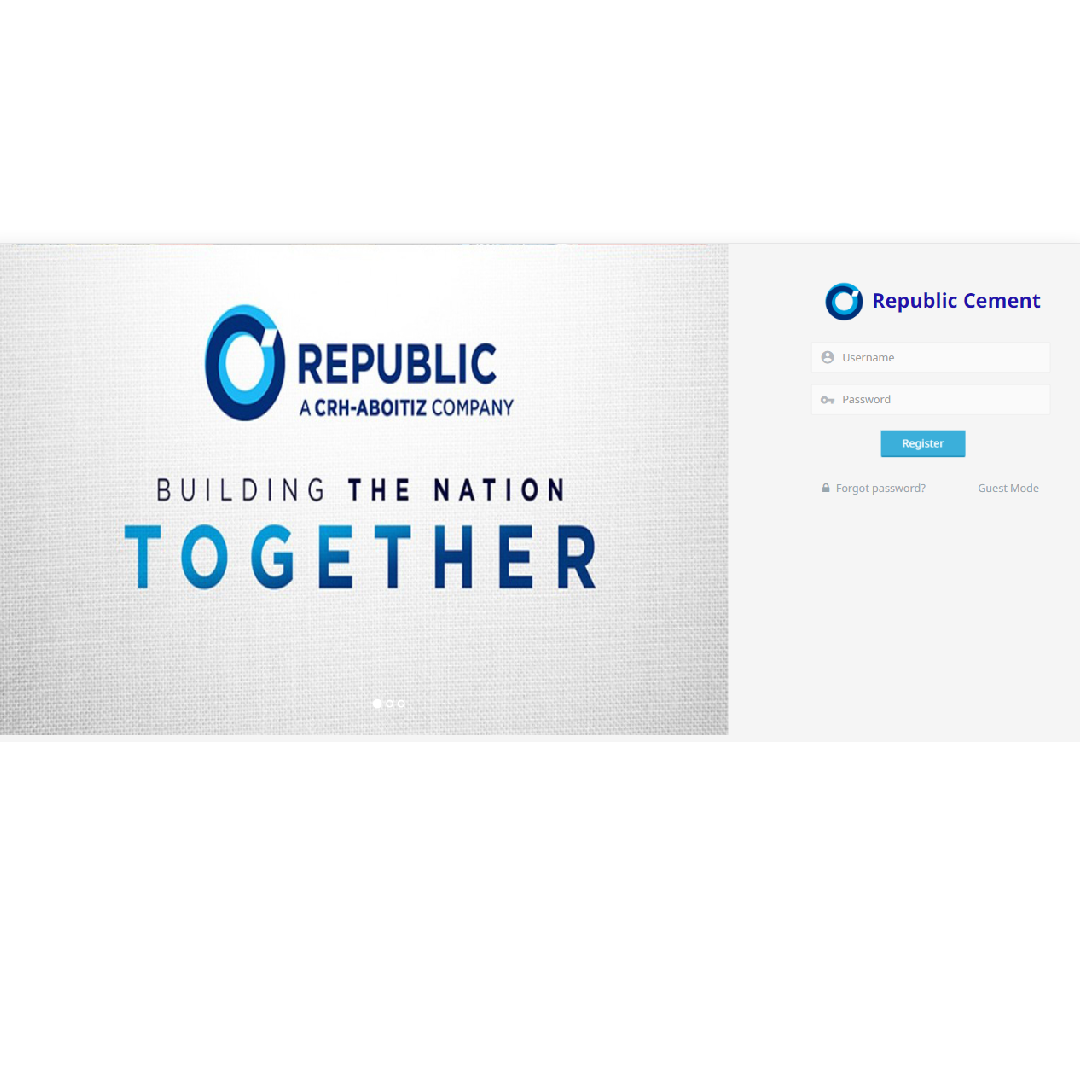 REPUBLIC
A CRH-ABOITIZ COMPANY
BUILDING THE NATION
TOGETHER
Republic Cement
Username
Password
Register
Forgot password?
Guest Mode